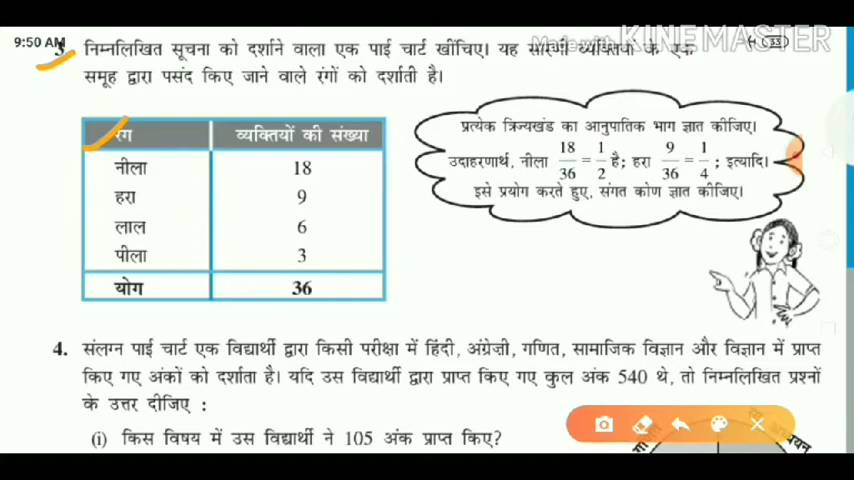 9:50 AM
Made with KINEMASTER
3. निम्नलिखित सूचना को दर्शाने वाला एक पाई चार्ट खींचिए। यह सारणी व्यक्तियों के एक
समूह द्वारा पसंद किए जाने वाले रंगों को दर्शाती है।
रंग व्यक्तियों की संख्या
नीला 18
हरा 9
लाल 6
पीला 3
योग 36
प्रत्येक त्रिज्यखंड का आनुपातिक भाग ज्ञात कीजिए।
उदाहरणार्थ, नीला 18/36 = 1/2 है; हरा 9/36 = 1/4 ; इत्यादि।
इसे प्रयोग करते हुए, संगत कोण ज्ञात कीजिए।
4. संलग्न पाई चार्ट एक विद्यार्थी द्वारा किसी परीक्षा में हिंदी, अंग्रेज़ी, गणित, सामाजिक विज्ञान और विज्ञान में प्राप्त
किए गए अंकों को दर्शाता है। यदि उस विद्यार्थी द्वारा प्राप्त किए गए कुल अंक 540 थे, तो निम्नलिखित प्रश्नों
के उत्तर दीजिए :
(i) किस विषय में उस विद्यार्थी ने 105 अंक प्राप्त किए?